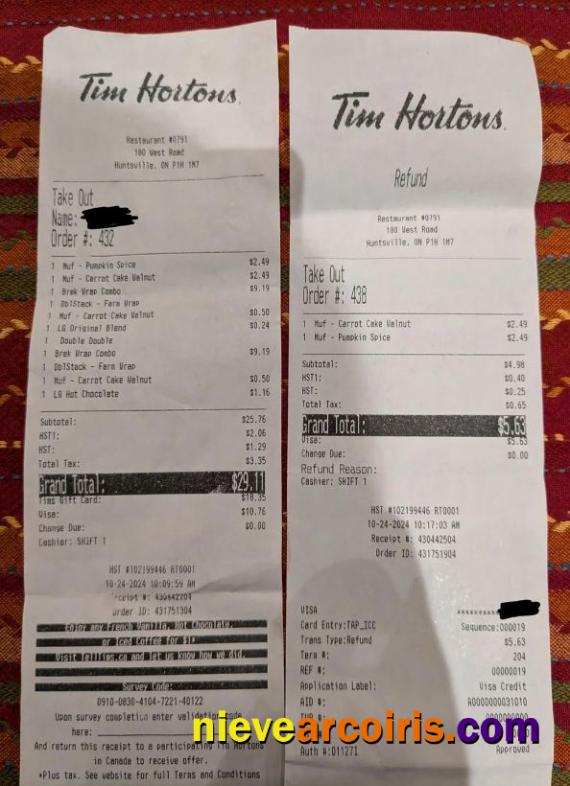 Tim Hortons.
Restaurant #0791
180 West Road
Huntsville, ON P1H 1M7
Take Out
Name:
Order #: 432
1 Muf - Pumpkin Spice $2.49
1 Muf - Carrot Cake Walnut $2.49
1 Brek Wrap Combo $9.19
1 DblStack - Farm Wrap
1 Muf - Carrot Cake Walnut $0.50
1 LG Original Blend $0.24
1 Double Double
1 Brek Wrap Combo $9.19
1 DblStack - Farm Wrap
1 Muf - Carrot Cake Walnut $0.50
1 LG Hot Chocolate $1.16
Subtotal: $25.76
HST1: $2.06
HST: $1.29
Total Tax: $3.35
Grand Total: $29.11
Tims Gift Card: $18.35
Visa: $10.76
Change Due: $0.00
Cashier: SHIFT 1
HST #102199446 RT0001
10-24-2024 10:09:59 AM
Receipt #: 430442204
Order ID: 431751304
Enjoy any French Vanilla, Hot Chocolate,
or Iced Coffee for $1*
Visit TellTims.ca and let us know how we did.
Survey Code:
0910-0830-4104-7221-40122
Upon survey completion enter validation code
here:
And return this receipt to a participating Tim Hortons
in Canada to receive offer.
*Plus tax. See website for full Terms and Conditions
Tim Hortons.
Refund
Restaurant #0791
180 West Road
Huntsville, ON P1H 1M7
Take Out
Order #: 438
1 Muf - Carrot Cake Walnut $2.49
1 Muf - Pumpkin Spice $2.49
Subtotal: $4.98
HST1: $0.40
HST: $0.25
Total Tax: $0.65
Grand Total: $5.63
Visa: $5.63
Change Due: $0.00
Refund Reason:
Cashier: SHIFT 1
HST #102199446 RT0001
10-24-2024 10:17:03 AM
Receipt #: 430442504
Order ID: 431751904
VISA
Card Entry:TAP_ICC Sequence:000019
Trans Type:Refund $5.63
Term #: 204
REF #: 00000019
Application Label: Visa Credit
AID #: A0000000031010
TVR #: 0000000000
Auth #:011271 Approved
nievearcoiris.com